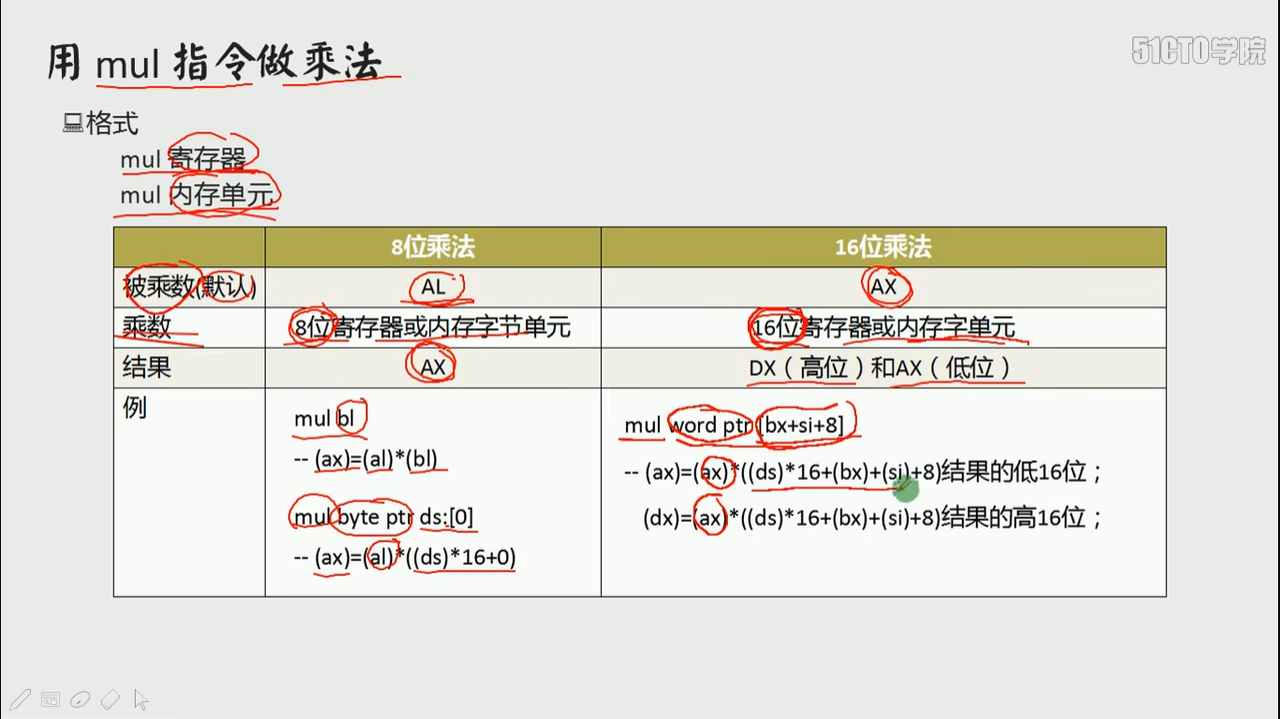 51CTO学院
用 mul 指令做乘法
格式
mul 寄存器
mul 内存单元
8位乘法 16位乘法
被乘数(默认) AL AX
乘数 8位寄存器或内存字节单元 16位寄存器或内存字单元
结果 AX DX（高位）和AX（低位）
例
mul bl
-- (ax)=(al)*(bl)
mul byte ptr ds:[0]
-- (ax)=(al)*((ds)*16+0)
mul word ptr [bx+si+8]
-- (ax)=(ax)*((ds)*16+(bx)+(si)+8)结果的低16位；
(dx)=(ax)*((ds)*16+(bx)+(si)+8)结果的高16位；